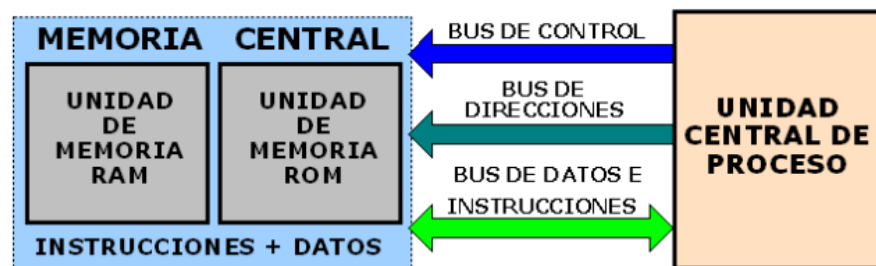 MEMORIA CENTRAL
UNIDAD
DE
MEMORIA
RAM
UNIDAD
DE
MEMORIA
ROM
INSTRUCCIONES + DATOS
BUS DE CONTROL
BUS DE
DIRECCIONES
BUS DE DATOS E
INSTRUCCIONES
UNIDAD
CENTRAL DE
PROCESO